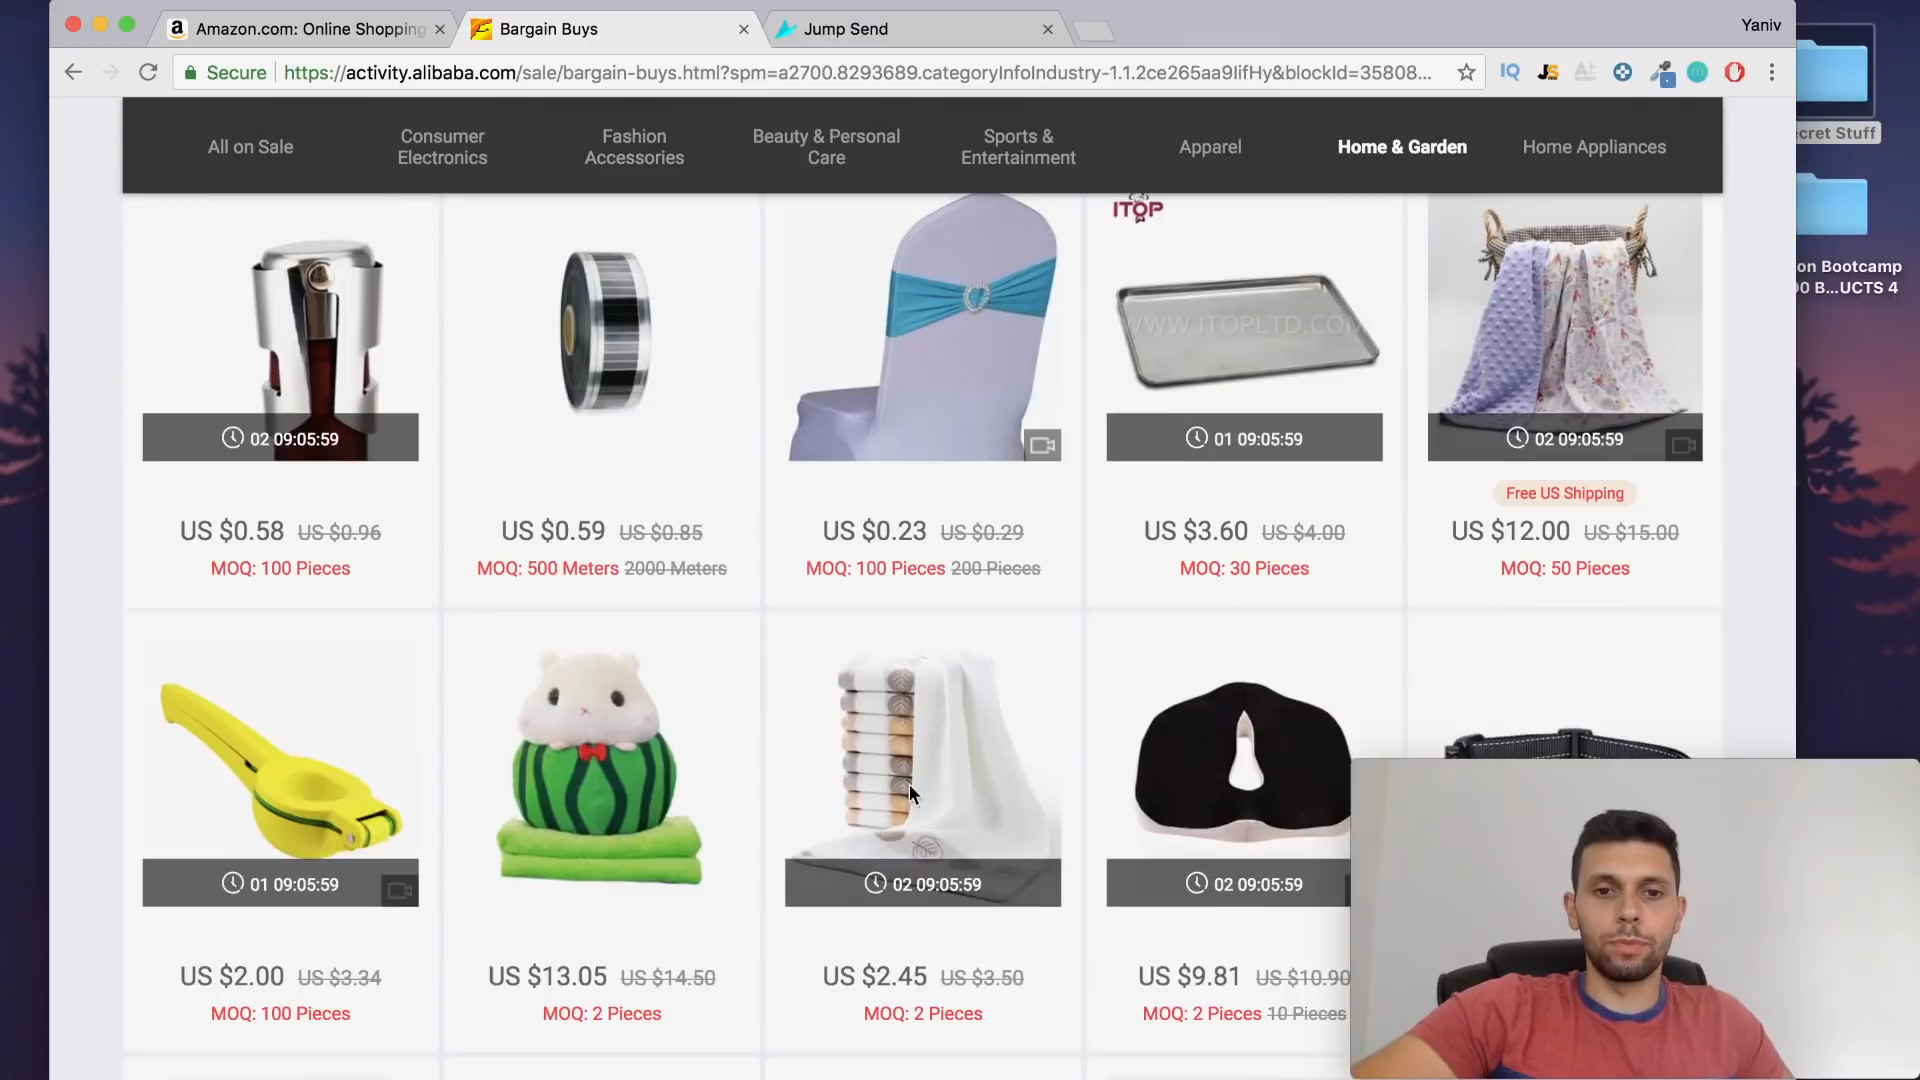 Amazon.com: Online Shopping
Bargain Buys
Jump Send
Yaniv
Secure
https://activity.alibaba.com/sale/bargain-buys.html?spm=a2700.8293689.categoryInfoIndustry-1.1.2ce265aa9IifHy&blockId=35808...
All on Sale
Consumer
Electronics
Fashion
Accessories
Beauty & Personal
Care
Sports &
Entertainment
Apparel
Home & Garden
Home Appliances
ecret Stuff
on Bootcamp
00 B...UCTS 4
ITOP
WWW.ITOPLTD.COM
02 09:05:59
01 09:05:59
02 09:05:59
Free US Shipping
US $0.58 US $0.96
MOQ: 100 Pieces
US $0.59 US $0.85
MOQ: 500 Meters 2000 Meters
US $0.23 US $0.29
MOQ: 100 Pieces 200 Pieces
US $3.60 US $4.00
MOQ: 30 Pieces
US $12.00 US $15.00
MOQ: 50 Pieces
01 09:05:59
02 09:05:59
02 09:05:59
US $2.00 US $3.34
MOQ: 100 Pieces
US $13.05 US $14.50
MOQ: 2 Pieces
US $2.45 US $3.50
MOQ: 2 Pieces
US $9.81 US $10.90
MOQ: 2 Pieces 10 Pieces